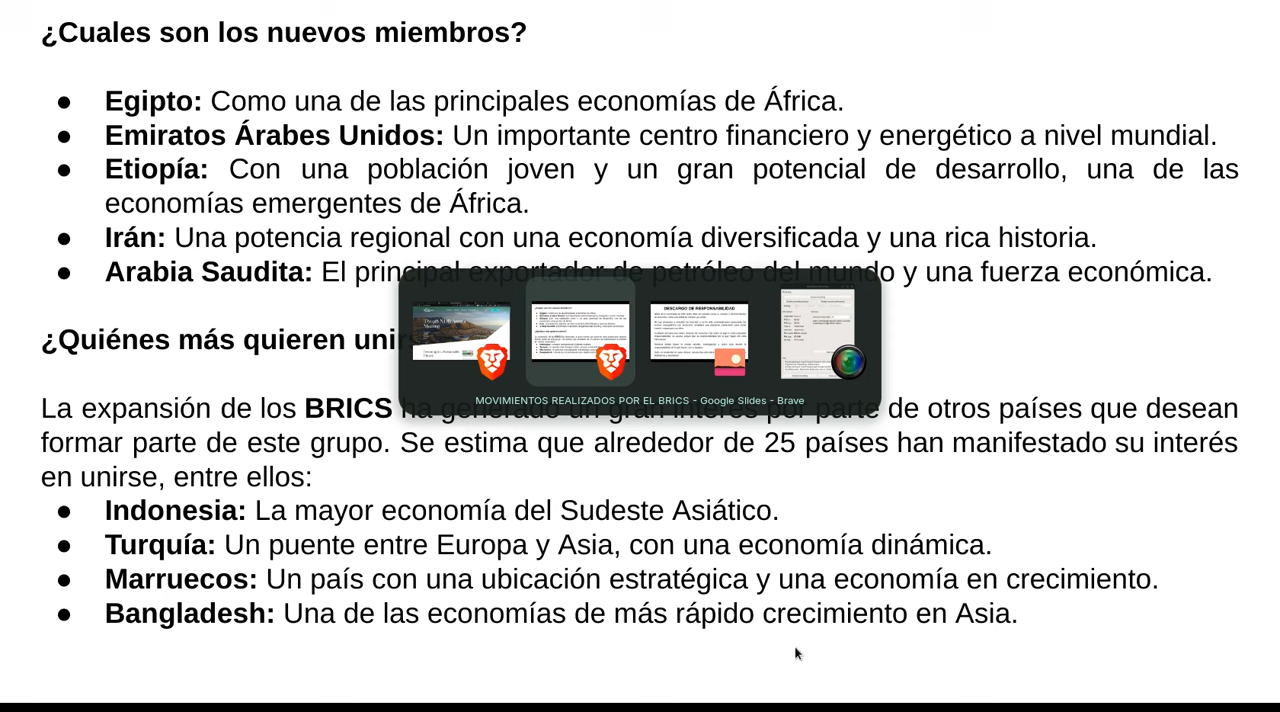 ¿Cuales son los nuevos miembros?
● Egipto: Como una de las principales economías de África.
● Emiratos Árabes Unidos: Un importante centro financiero y energético a nivel mundial.
● Etiopía: Con una población joven y un gran potencial de desarrollo, una de las
economías emergentes de África.
● Irán: Una potencia regional con una economía diversificada y una rica historia.
● Arabia Saudita: El principal exportador de petróleo del mundo y una fuerza económica.
DESCARGO DE RESPONSABILIDAD
MOVIMIENTOS REALIZADOS POR EL BRICS - Google Slides - Brave
¿Quienes más quieren uni
La expansión de los BRICS ha generado un gran interés por parte de otros países que desean
formar parte de este grupo. Se estima que alrededor de 25 países han manifestado su interés
en unirse, entre ellos:
● Indonesia: La mayor economía del Sudeste Asiático.
● Turquía: Un puente entre Europa y Asia, con una economía dinámica.
● Marruecos: Un país con una ubicación estratégica y una economía en crecimiento.
● Bangladesh: Una de las economías de más rápido crecimiento en Asia.